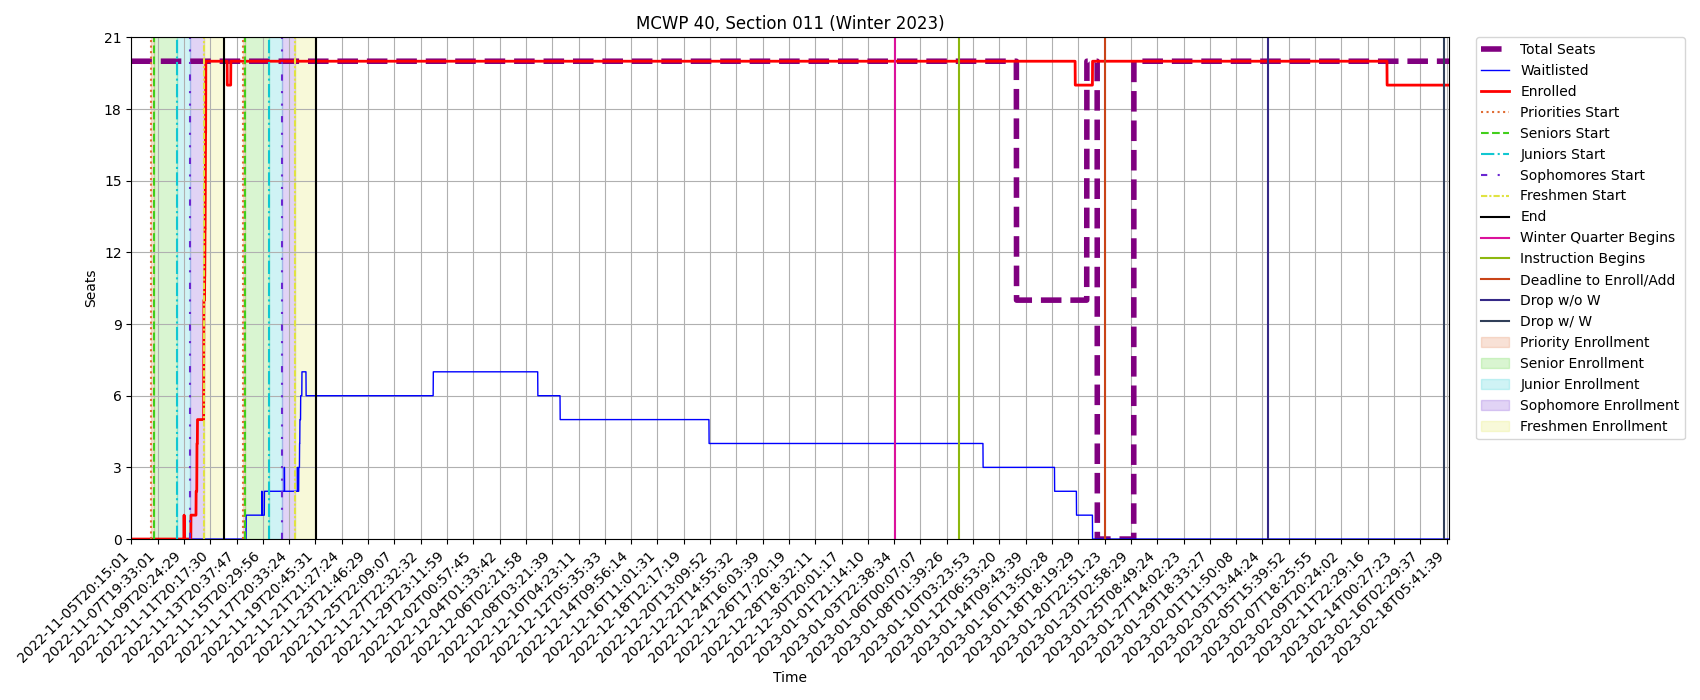 MCWP 40, Section 011 (Winter 2023)
21
18
15
12
9
6
3
0
Seats
2022-11-05T20:15:01
2022-11-07T19:33:01
2022-11-09T20:24:29
2022-11-11T20:17:30
2022-11-13T20:37:47
2022-11-15T20:29:56
2022-11-17T20:33:24
2022-11-19T20:45:31
2022-11-21T21:27:24
2022-11-23T21:46:29
2022-11-25T22:09:07
2022-11-27T22:32:32
2022-11-29T23:11:59
2022-12-02T00:57:45
2022-12-04T01:33:42
2022-12-06T02:21:58
2022-12-08T03:21:39
2022-12-10T04:23:11
2022-12-12T05:35:33
2022-12-14T09:56:14
2022-12-16T11:01:31
2022-12-18T12:17:19
2022-12-20T13:09:52
2022-12-22T14:55:32
2022-12-24T16:03:39
2022-12-26T17:20:19
2022-12-28T18:32:11
2022-12-30T20:01:17
2023-01-01T21:14:10
2023-01-03T22:38:34
2023-01-06T00:07:07
2023-01-08T01:39:26
2023-01-10T03:23:53
2023-01-12T06:53:20
2023-01-14T09:43:39
2023-01-16T13:50:28
2023-01-18T18:19:29
2023-01-20T22:51:23
2023-01-23T02:58:29
2023-01-25T08:49:24
2023-01-27T14:02:23
2023-01-29T18:33:27
2023-02-01T11:50:08
2023-02-03T13:44:24
2023-02-05T15:39:52
2023-02-07T18:25:55
2023-02-09T20:24:02
2023-02-11T22:29:16
2023-02-14T00:27:23
2023-02-16T02:29:37
2023-02-18T05:41:39
Time
Total Seats
Waitlisted
Enrolled
Priorities Start
Seniors Start
Juniors Start
Sophomores Start
Freshmen Start
End
Winter Quarter Begins
Instruction Begins
Deadline to Enroll/Add
Drop w/o W
Drop w/ W
Priority Enrollment
Senior Enrollment
Junior Enrollment
Sophomore Enrollment
Freshmen Enrollment